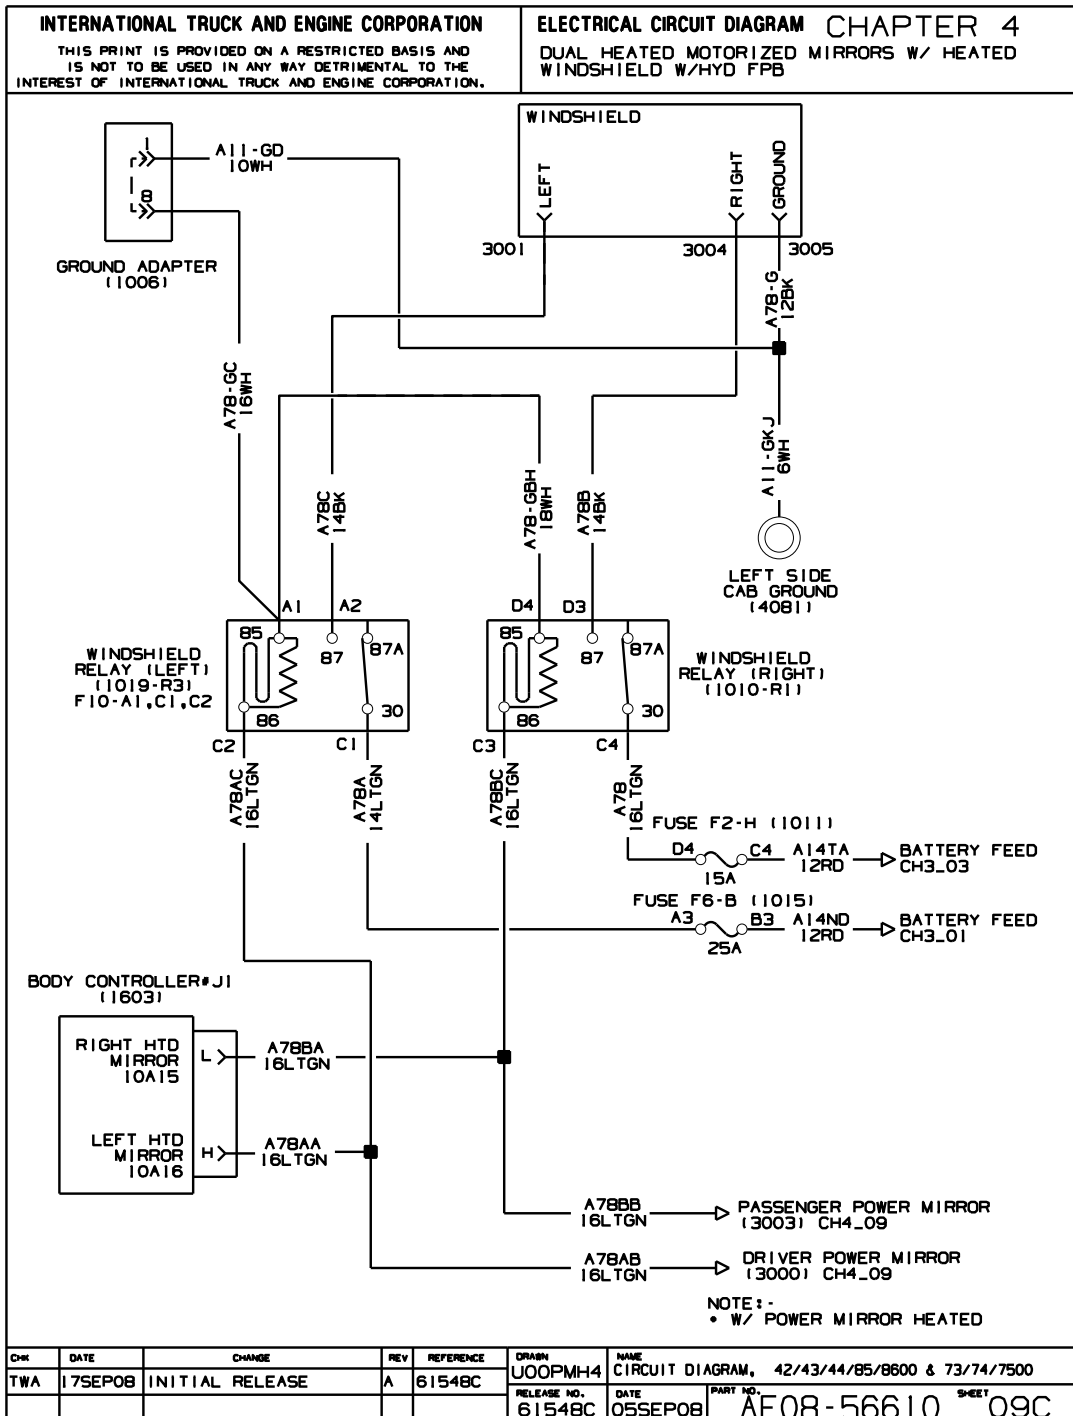 INTERNATIONAL TRUCK AND ENGINE CORPORATION
THIS PRINT IS PROVIDED ON A RESTRICTED BASIS AND
IS NOT TO BE USED IN ANY WAY DETRIMENTAL TO THE
INTEREST OF INTERNATIONAL TRUCK AND ENGINE CORPORATION.
ELECTRICAL CIRCUIT DIAGRAM CHAPTER 4
DUAL HEATED MOTORIZED MIRRORS W/ HEATED
WINDSHIELD W/HYD FPB
WINDSHIELD
LEFT
RIGHT
GROUND
3001
3004
3005
1
8
GROUND ADAPTER
(1006)
A11-GD
10WH
A78-G
12BK
A78-GC
16WH
A11-GKJ
6WH
A78C
14BK
A78-GBH
18WH
A78B
14BK
LEFT SIDE
CAB GROUND
(4081)
A1
A2
D4
D3
85
87
87A
86
30
85
87
87A
86
30
WINDSHIELD
RELAY (LEFT)
(1019-R3)
F10-A1,C1,C2
WINDSHIELD
RELAY (RIGHT)
(1010-R1)
C2
C1
C3
C4
A78AC
16LTGN
A78A
14LTGN
A78BC
16LTGN
A78
16LTGN
FUSE F2-H (1011)
D4
C4
15A
A14TA
12RD
BATTERY FEED
CH3_03
FUSE F6-B (1015)
A3
B3
25A
A14ND
12RD
BATTERY FEED
CH3_01
BODY CONTROLLER#J1
(1603)
RIGHT HTD
MIRROR
10A15
L
A78BA
16LTGN
LEFT HTD
MIRROR
10A16
H
A78AA
16LTGN
A78BB
16LTGN
PASSENGER POWER MIRROR
(3003) CH4_09
A78AB
16LTGN
DRIVER POWER MIRROR
(3000) CH4_09
NOTE:-
• W/ POWER MIRROR HEATED
CHK DATE CHANGE REV REFERENCE
TWA 17SEP08 INITIAL RELEASE A 61548C
DRAWN
U00PMH4
NAME
CIRCUIT DIAGRAM, 42/43/44/85/8600 & 73/74/7500
RELEASE NO.
61548C
DATE
05SEP08
PART NO.
AF08-56610
SHEET
09C